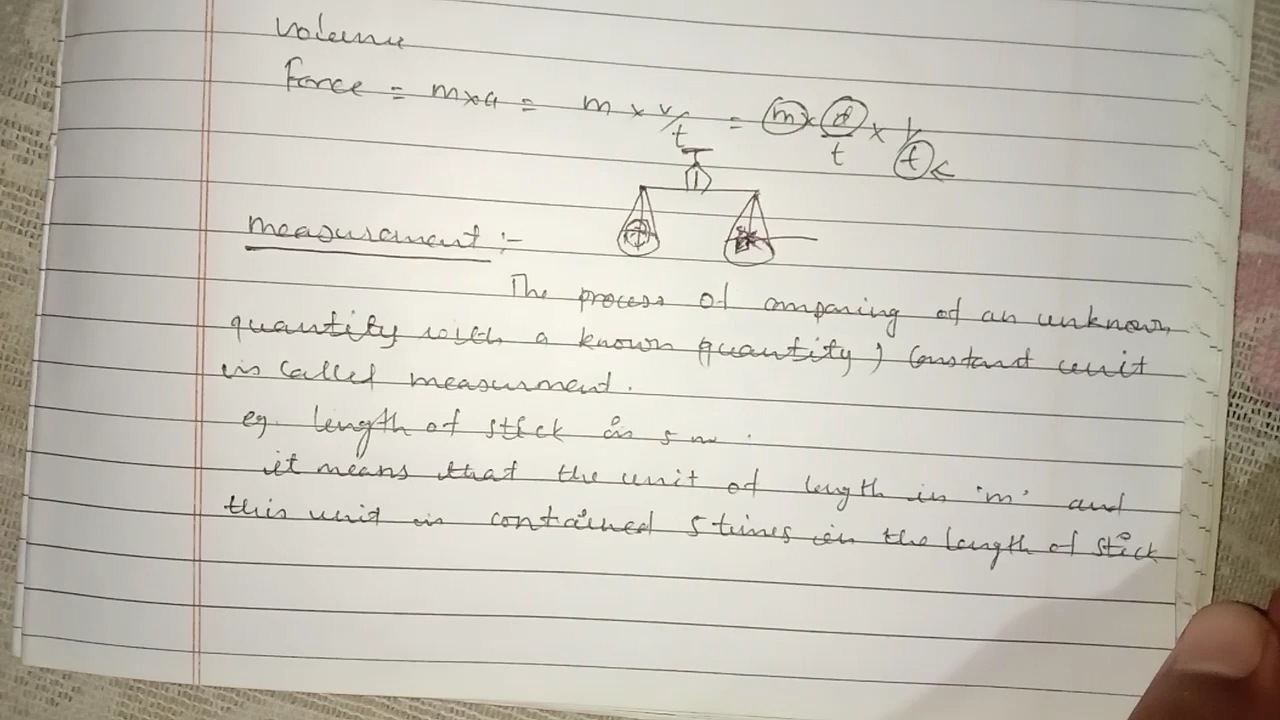 volume
Force = m×a = m × v/t = m × d/t × 1/t
measurement :-
The process of comparing of an unknown
quantity with a known quantity / constant unit
is called measurment.
eg. length of stick is 5 m.
it means that the unit of length is 'm' and
this unit is contained 5 times in the length of stick